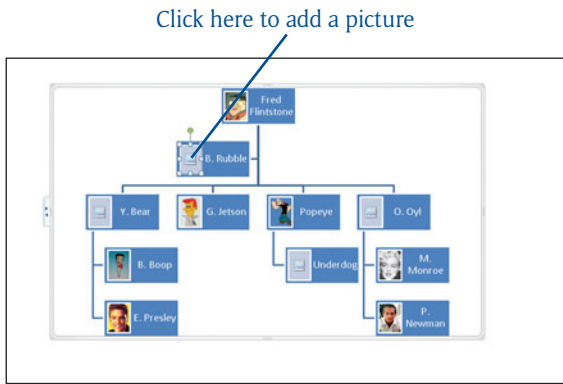 Click here to add a picture
Fred
Flintstone
B. Rubble
Y. Bear
G. Jetson
Popeye
O. Oyl
B. Boop
Underdog
M.
Monroe
E. Presley
P.
Newman